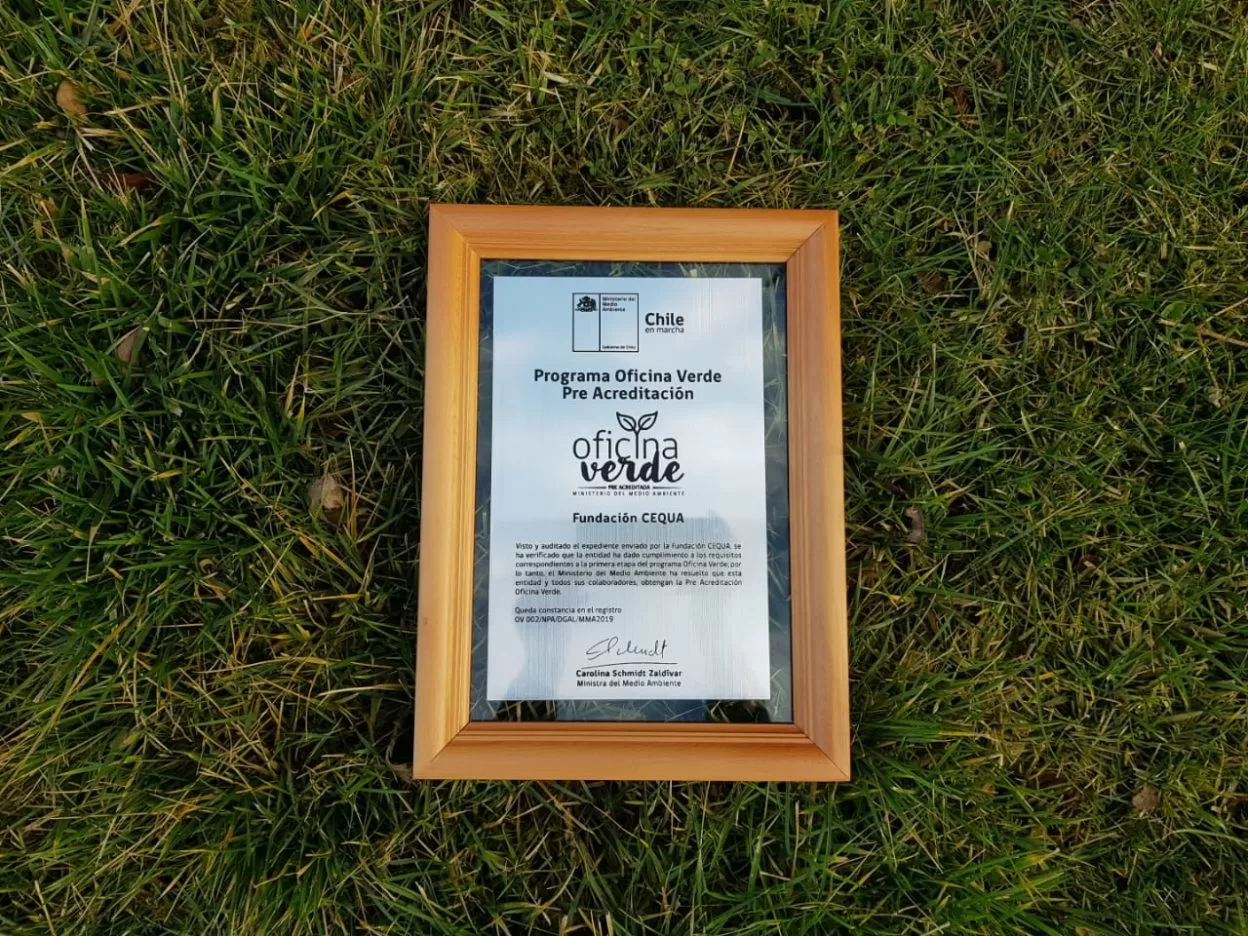 Ministerio del
Medio
Ambiente
Gobierno de Chile
Chile
en marcha
Programa Oficina Verde
Pre Acreditación
oficina
verde
PRE ACREDITADA
MINISTERIO DEL MEDIO AMBIENTE
Fundación CEQUA
Visto y auditado el expediente enviado por la Fundación CEQUA, se
ha verificado que la entidad ha dado cumplimiento a los requisitos
correspondientes a la primera etapa del programa Oficina Verde; por
lo tanto, el Ministerio del Medio Ambiente ha resuelto que esta
entidad y todos sus colaboradores, obtengan la Pre Acreditación
Oficina Verde.
Queda constancia en el registro
OV 002/NPA/DGAL/MMA2019
Carolina Schmidt Zaldívar
Ministra del Medio Ambiente